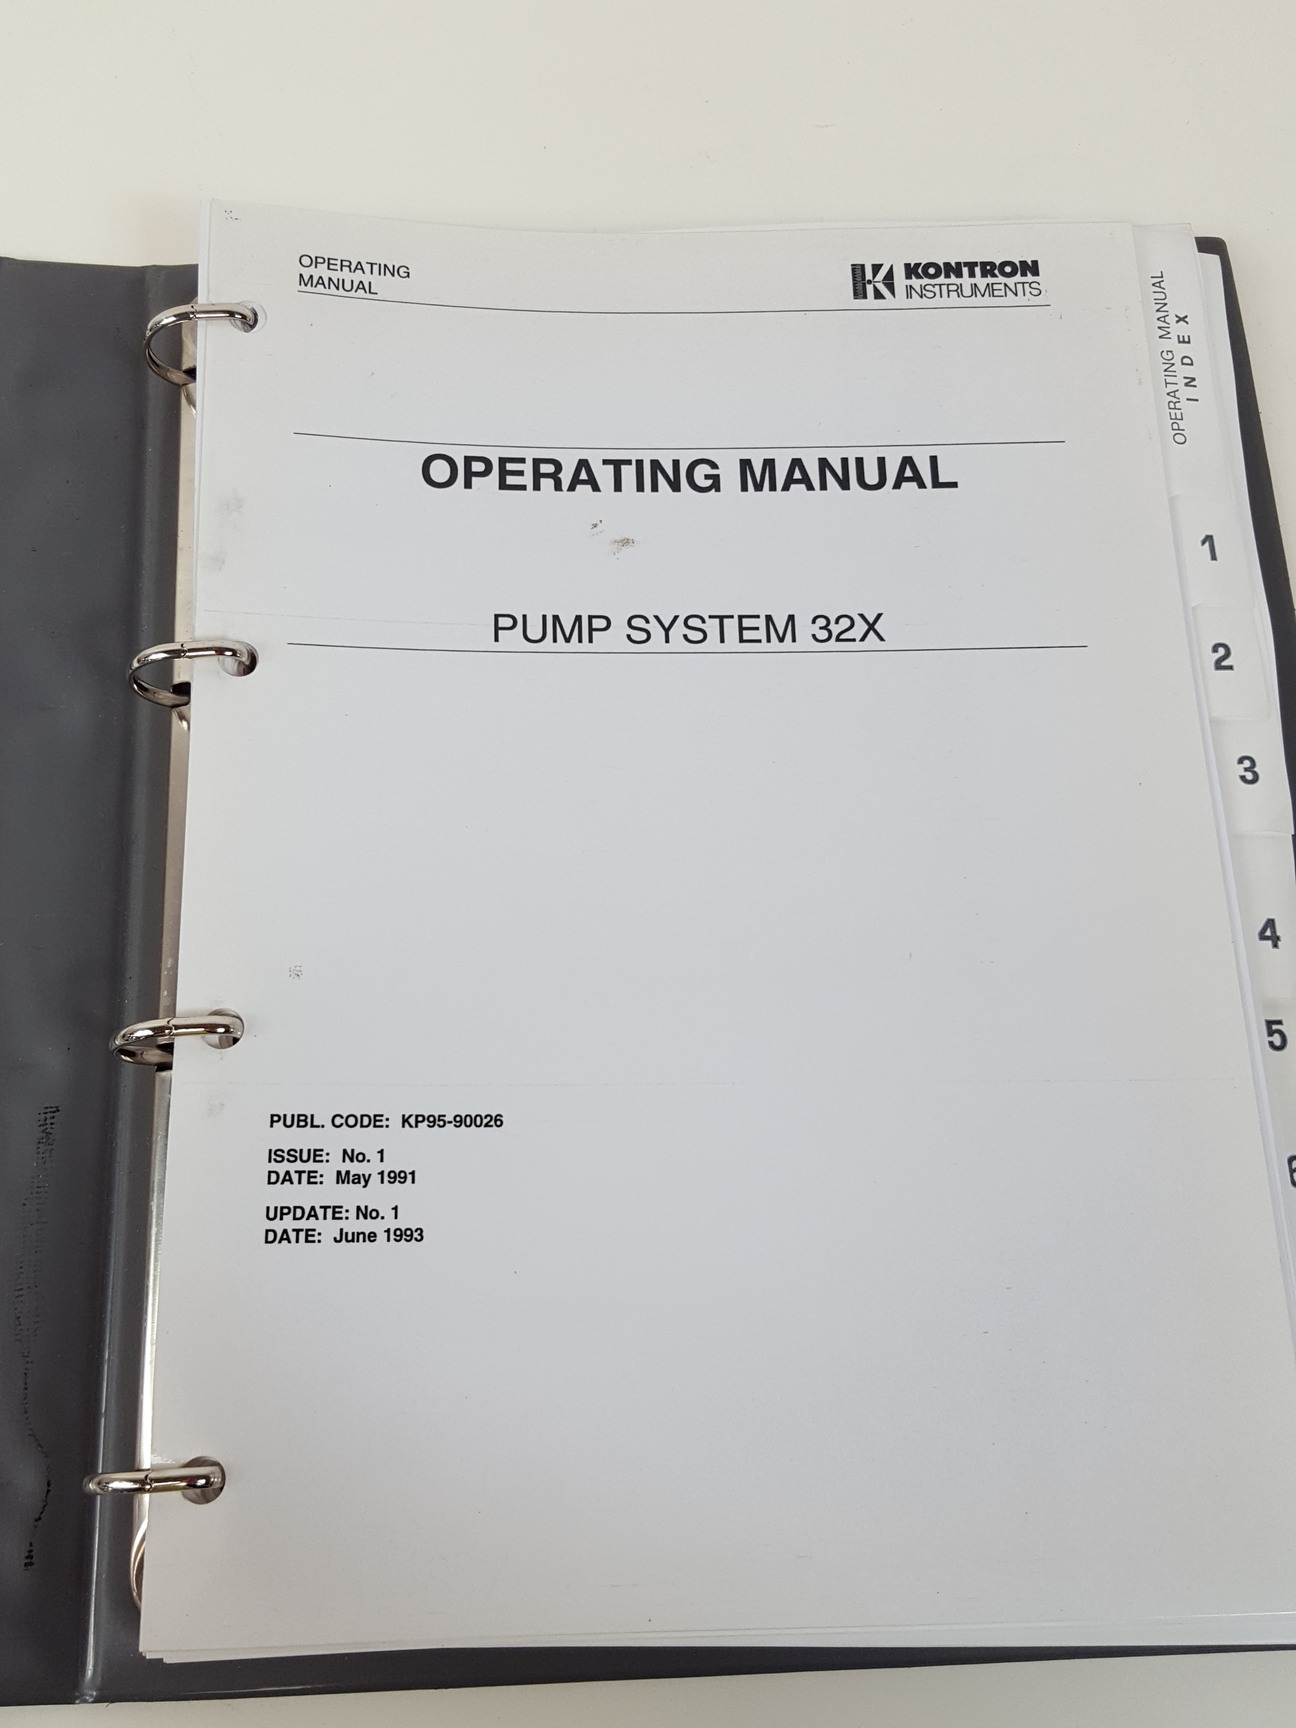 OPERATING
MANUAL
KONTRON
INSTRUMENTS
OPERATING MANUAL
PUMP SYSTEM 32X
PUBL. CODE: KP95-90026
ISSUE: No. 1
DATE: May 1991
UPDATE: No. 1
DATE: June 1993
OPERATING MANUAL
INDEX
1
2
3
4
5
6